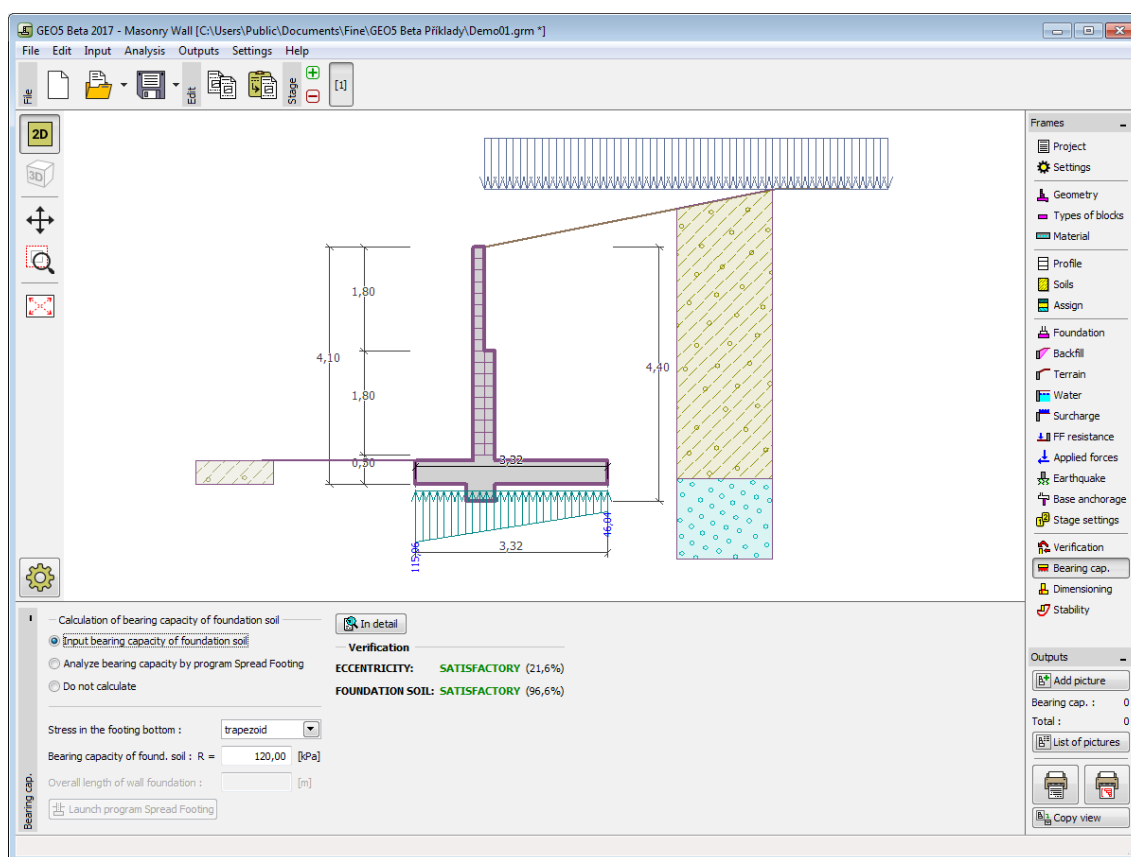 GEO5 Beta 2017 - Masonry Wall [C:\Users\Public\Documents\Fine\GEO5 Beta Příklady\Demo01.grm *]
File Edit Input Analysis Outputs Settings Help
File
Edit
Stage
[1]
2D
3D
1,80
4,10
1,80
0,50
3,32
4,40
115,06
3,32
46,04
Frames
Project
Settings
Geometry
Types of blocks
Material
Profile
Soils
Assign
Foundation
Backfill
Terrain
Water
Surcharge
FF resistance
Applied forces
Earthquake
Base anchorage
Stage settings
Verification
Bearing cap.
Dimensioning
Stability
Outputs
Add picture
Bearing cap. : 0
Total : 0
List of pictures
Copy view
Bearing cap.
Calculation of bearing capacity of foundation soil
Input bearing capacity of foundation soil
Analyze bearing capacity by program Spread Footing
Do not calculate
Stress in the footing bottom : trapezoid
Bearing capacity of found. soil : R = 120,00 [kPa]
Overall length of wall foundation : [m]
Launch program Spread Footing
In detail
Verification
ECCENTRICITY: SATISFACTORY (21,6%)
FOUNDATION SOIL: SATISFACTORY (96,6%)